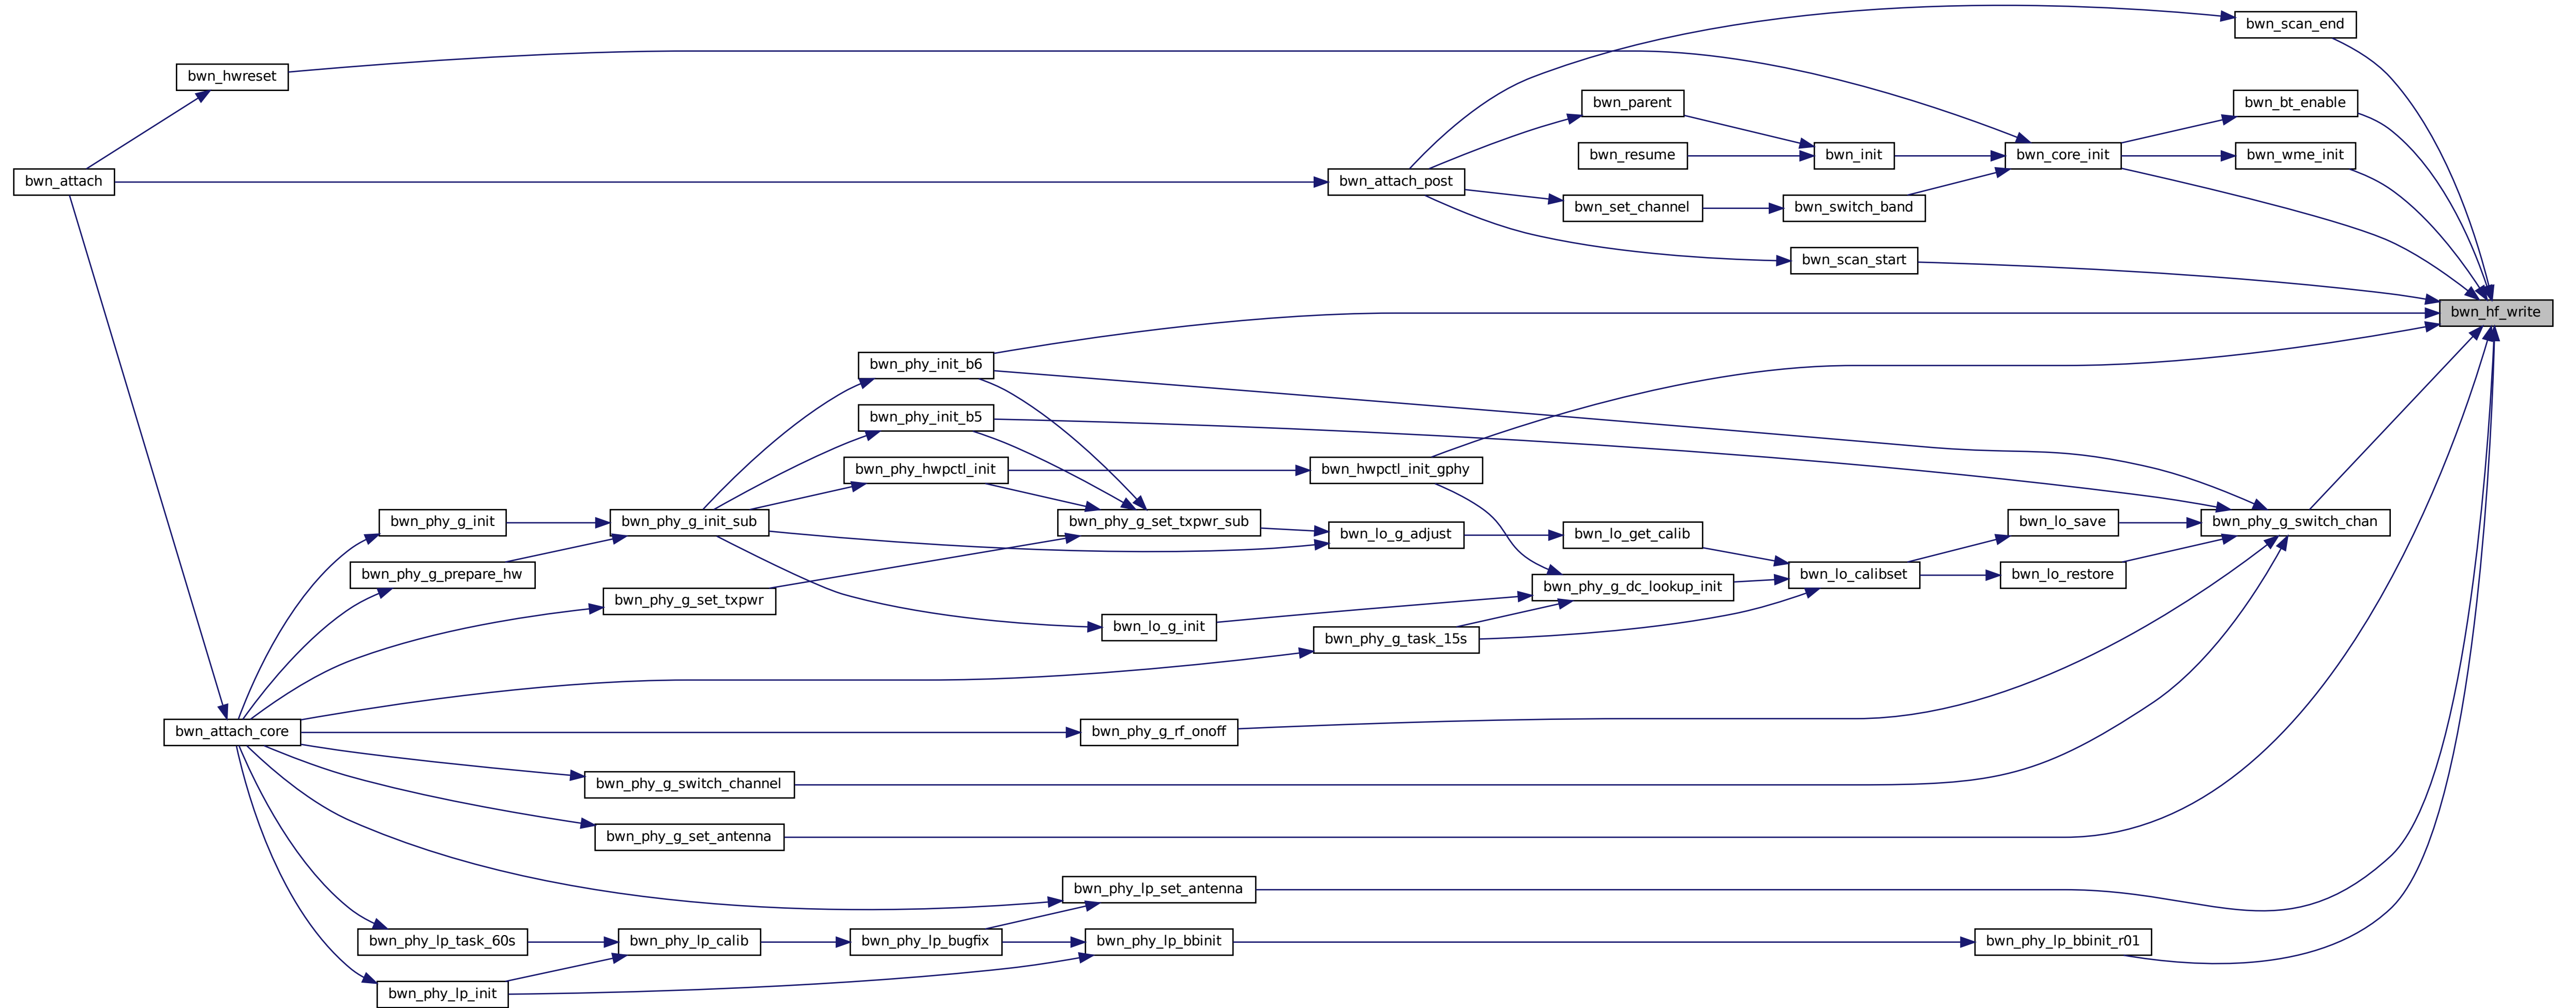 bwn_scan_end
bwn_hwreset
bwn_parent
bwn_bt_enable
bwn_attach
bwn_attach_post
bwn_resume
bwn_init
bwn_core_init
bwn_wme_init
bwn_set_channel
bwn_switch_band
bwn_scan_start
bwn_hf_write
bwn_phy_init_b6
bwn_phy_init_b5
bwn_phy_hwpctl_init
bwn_hwpctl_init_gphy
bwn_phy_g_init
bwn_phy_g_init_sub
bwn_phy_g_set_txpwr_sub
bwn_lo_g_adjust
bwn_lo_get_calib
bwn_lo_save
bwn_phy_g_switch_chan
bwn_phy_g_prepare_hw
bwn_phy_g_dc_lookup_init
bwn_lo_calibset
bwn_lo_restore
bwn_phy_g_set_txpwr
bwn_lo_g_init
bwn_phy_g_task_15s
bwn_attach_core
bwn_phy_g_rf_onoff
bwn_phy_g_switch_channel
bwn_phy_g_set_antenna
bwn_phy_lp_set_antenna
bwn_phy_lp_task_60s
bwn_phy_lp_calib
bwn_phy_lp_bugfix
bwn_phy_lp_bbinit
bwn_phy_lp_bbinit_r01
bwn_phy_lp_init